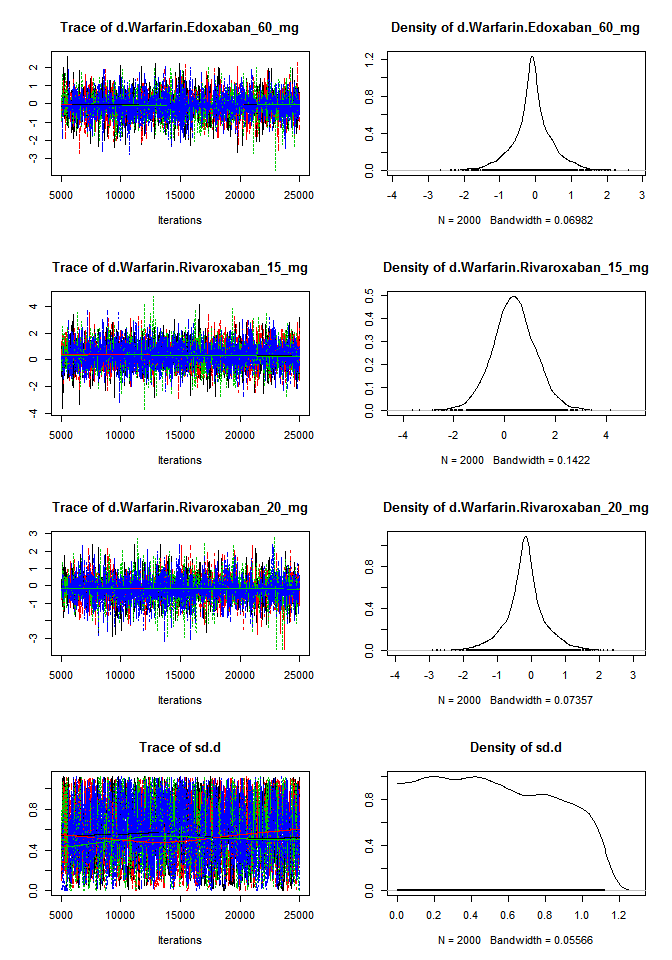 Trace of d.Warfarin.Edoxaban_60_mg
2
1
0
-1
-3
5000 10000 15000 20000 25000
Iterations
Density of d.Warfarin.Edoxaban_60_mg
1.2
0.8
0.4
0.0
-4 -3 -2 -1 0 1 2 3
N = 2000 Bandwidth = 0.06982
Trace of d.Warfarin.Rivaroxaban_15_mg
4
2
0
-2
-4
5000 10000 15000 20000 25000
Iterations
Density of d.Warfarin.Rivaroxaban_15_mg
0.5
0.4
0.3
0.2
0.1
0.0
-4 -2 0 2 4
N = 2000 Bandwidth = 0.1422
Trace of d.Warfarin.Rivaroxaban_20_mg
3
2
1
0
-1
-3
5000 10000 15000 20000 25000
Iterations
Density of d.Warfarin.Rivaroxaban_20_mg
0.8
0.4
0.0
-4 -3 -2 -1 0 1 2 3
N = 2000 Bandwidth = 0.07357
Trace of sd.d
0.8
0.4
0.0
5000 10000 15000 20000 25000
Iterations
Density of sd.d
0.8
0.4
0.0
0.0 0.2 0.4 0.6 0.8 1.0 1.2
N = 2000 Bandwidth = 0.05566